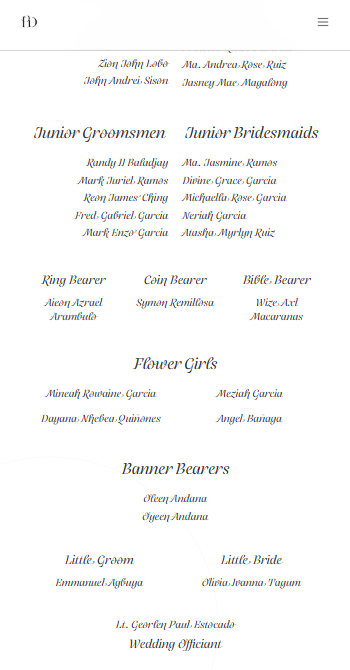 Zion John Lobo
Ma. Andrea Rose Ruiz
John Andrei Sison
Jasney Mae Magalong
Junior Groomsmen
Junior Bridesmaids
Randy II Baludjay
Ma. Jasmine Ramos
Mark Juriel Ramos
Divine Grace Garcia
Reon James Ching
Michaella Rose Garcia
Fred Gabriel Garcia
Neriah Garcia
Mark Enzo Garcia
Atasha Myrlyn Ruiz
Ring Bearer
Coin Bearer
Bible Bearer
Aieon Azrael
Arambulo
Symon Remillosa
Wize Axl
Macaranas
Flower Girls
Mineah Rowaine Garcia
Meziah Garcia
Dayana Nhebea Quinones
Angel Banaga
Banner Bearers
Oleen Andana
Oyeen Andana
Little Groom
Little Bride
Emmanuel Aybuya
Olivia Ivanna Tagum
Lt. Georlen Paul Estocado
Wedding Officiant